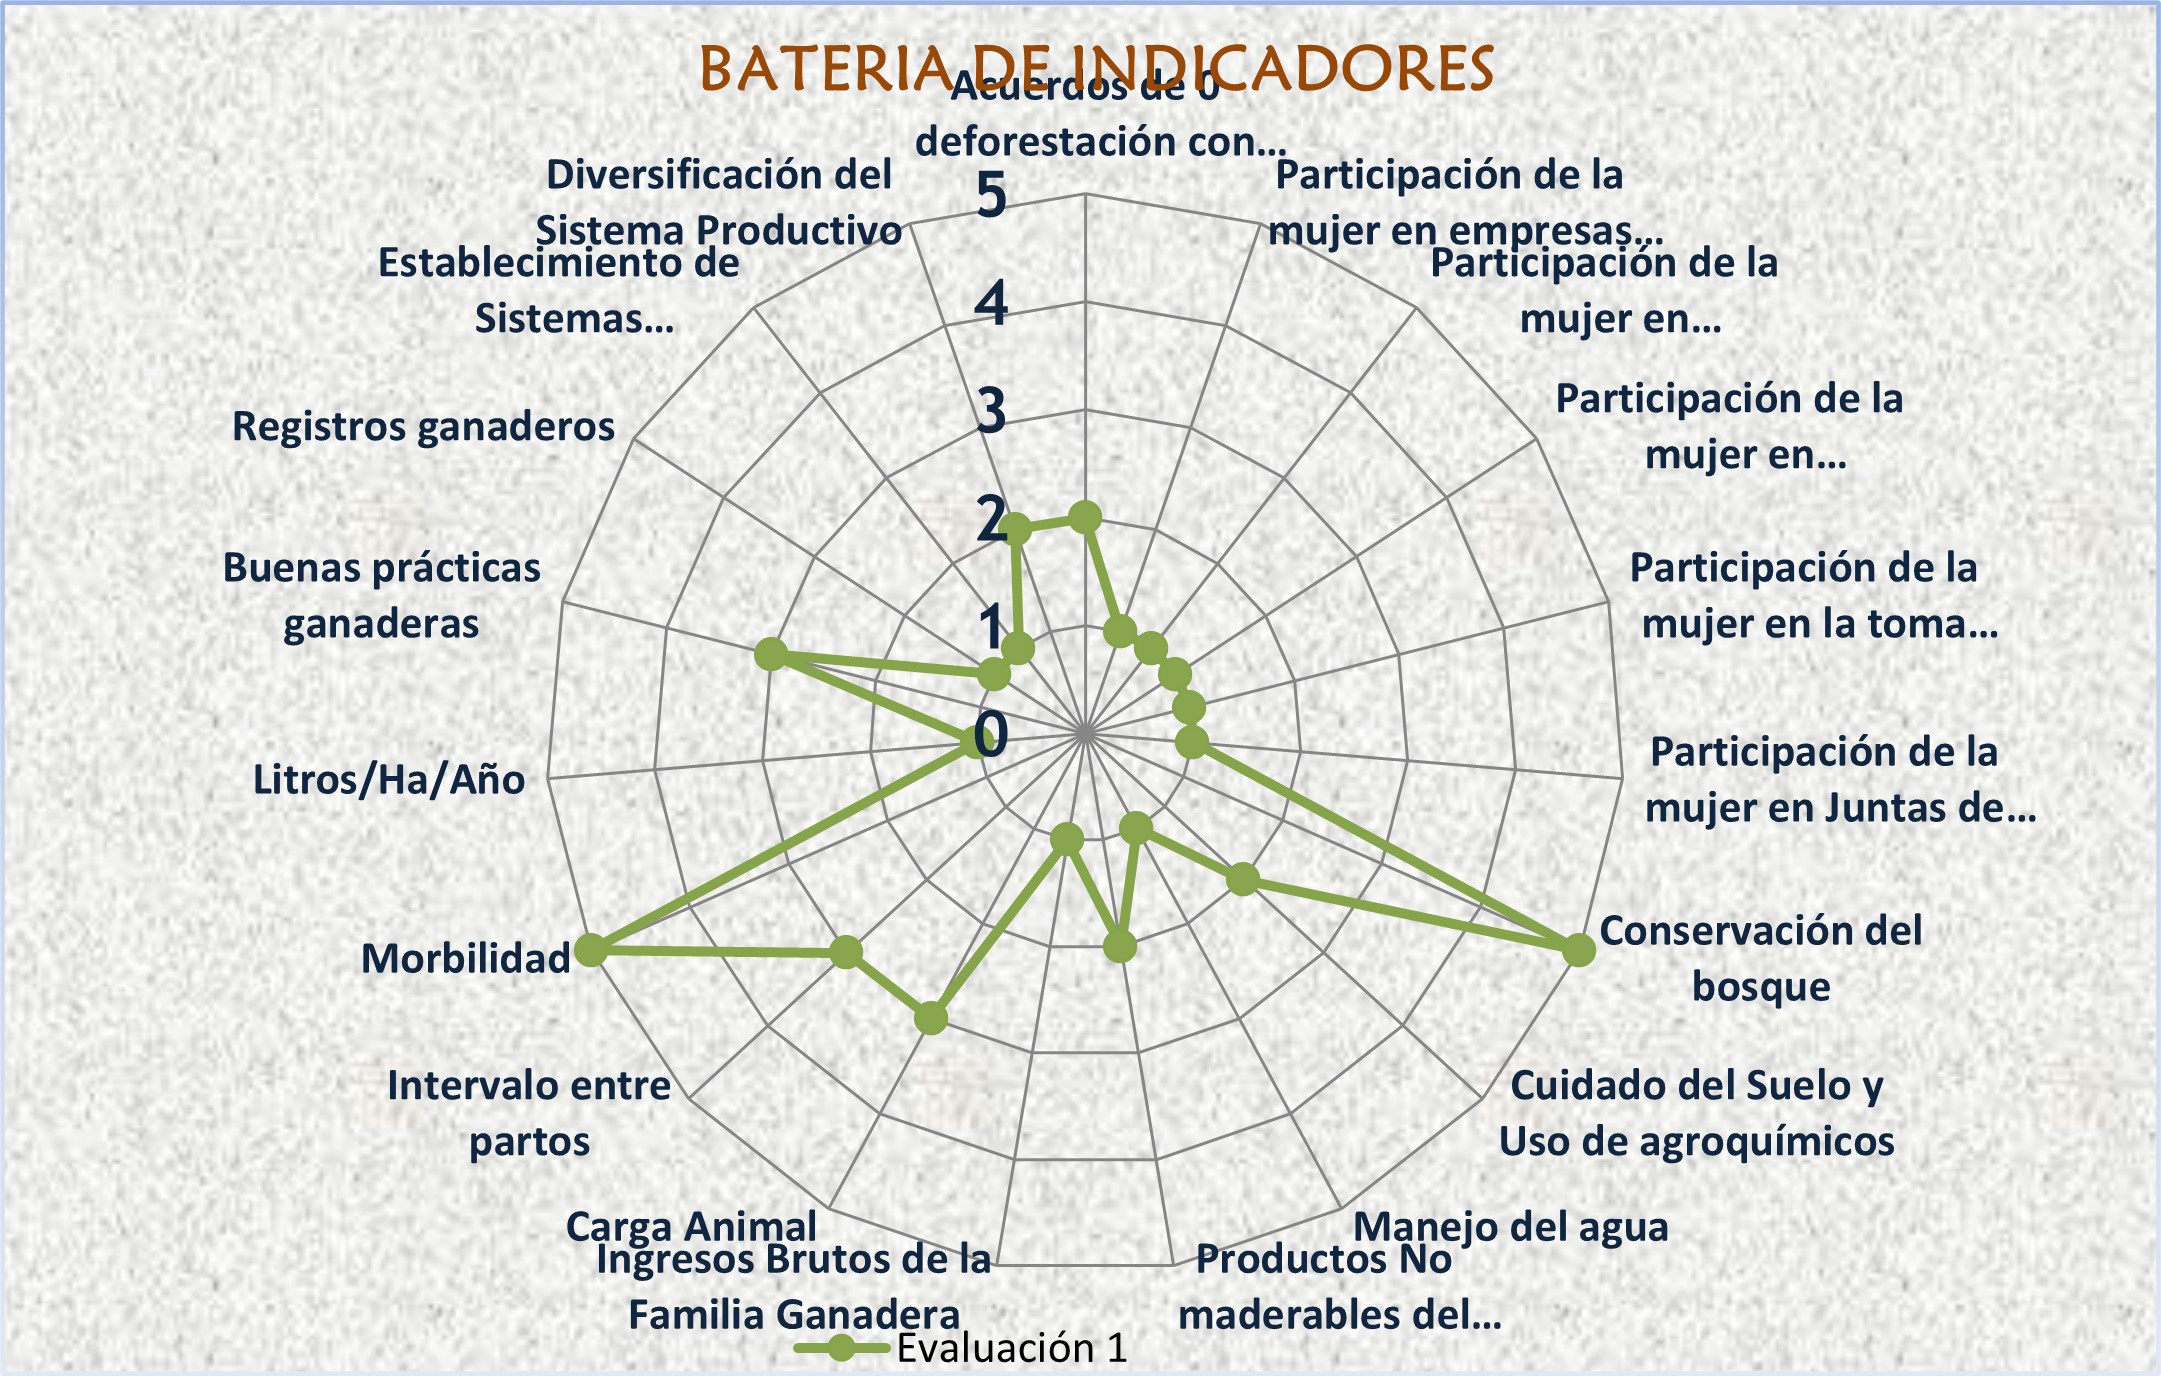 BATERIA DE INDICADORES
Acuerdos de 0
deforestación con...
Participación de la
mujer en empresas...
Participación de la
mujer en...
Participación de la
mujer en...
Participación de la
mujer en la toma...
Participación de la
mujer en Juntas de...
Conservación del
bosque
Cuidado del Suelo y
Uso de agroquímicos
Manejo del agua
Productos No
maderables del...
Ingresos Brutos de la
Familia Ganadera
Carga Animal
Intervalo entre
partos
Morbilidad
Litros/Ha/Año
Buenas prácticas
ganaderas
Registros ganaderos
Establecimiento de
Sistemas...
Diversificación del
Sistema Productivo
5
4
3
2
1
0
Evaluación 1